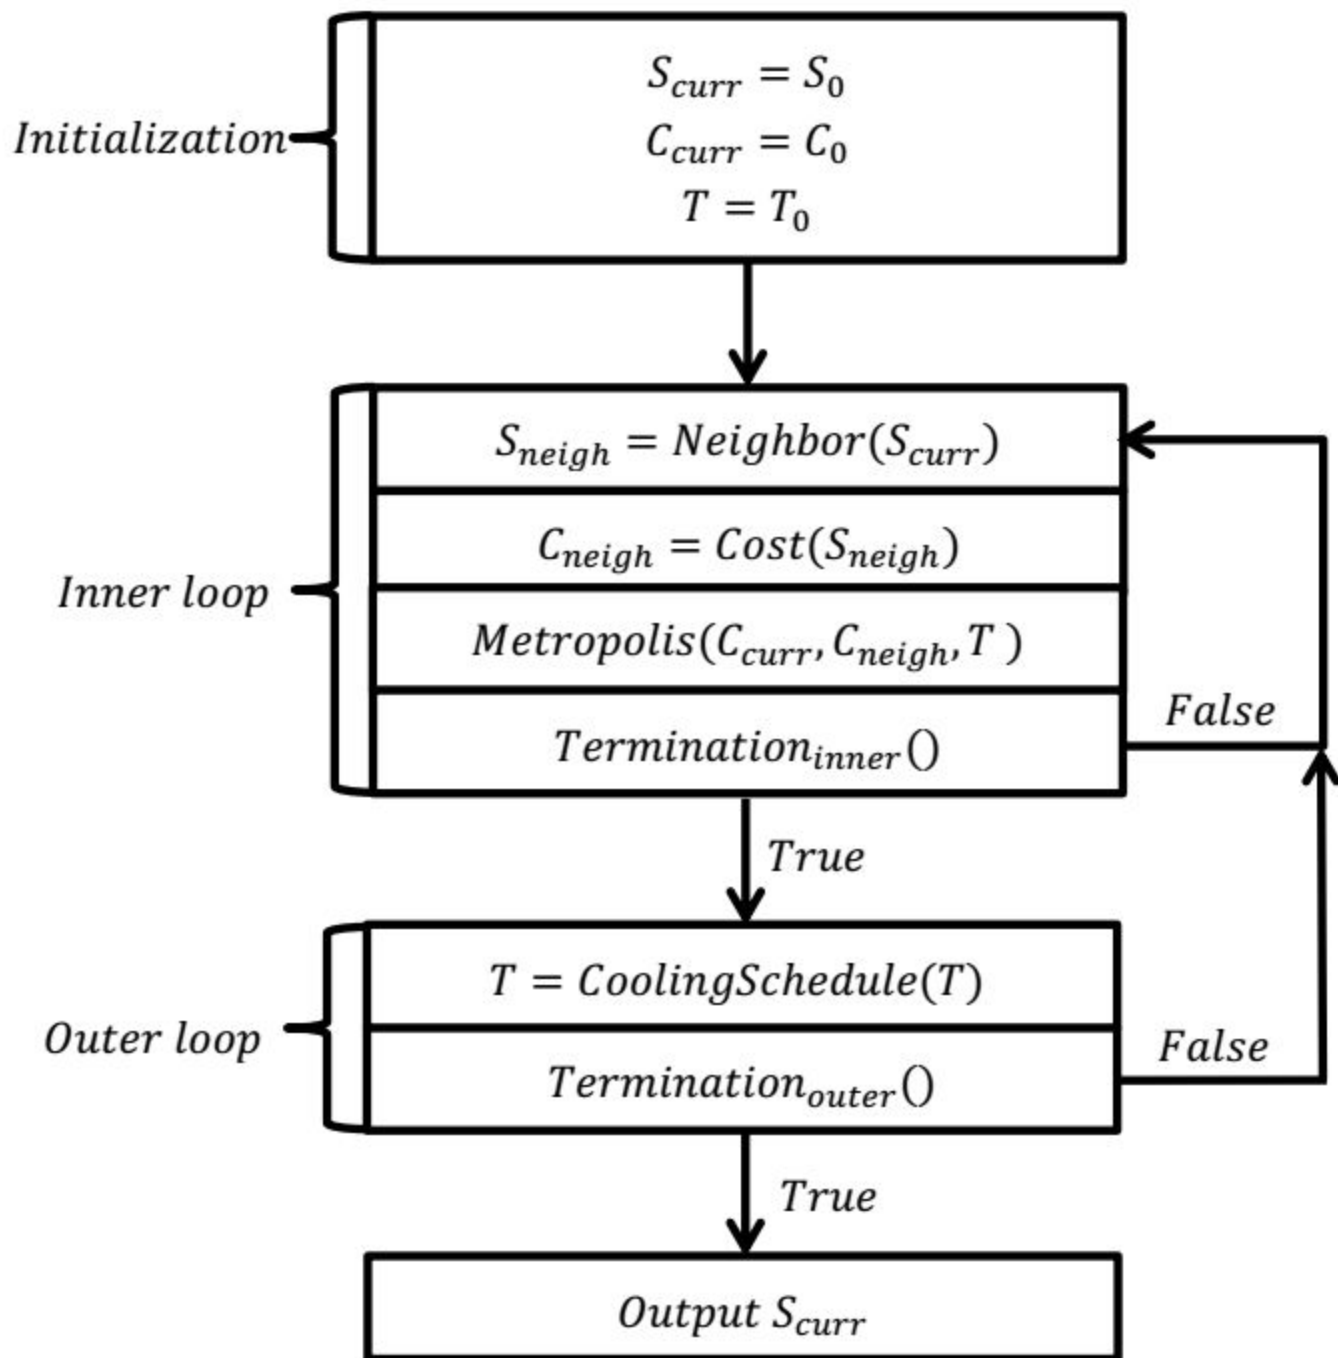 S_curr = S_0
C_curr = C_0
Initialization
T = T_0
S_neigh = Neighbor(S_curr)
C_neigh = Cost(S_neigh)
Inner loop
Metropolis(C_curr, C_neigh, T )
False
Termination_inner()
True
T = CoolingSchedule(T)
Outer loop
False
Termination_outer()
True
Output S_curr